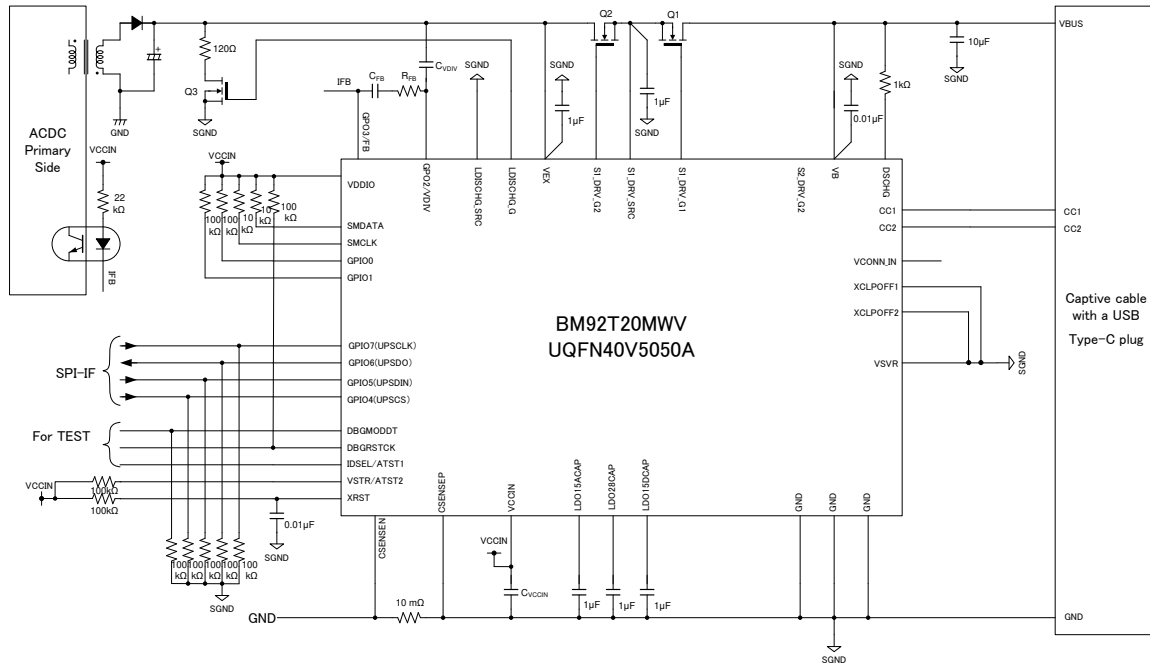 Q2
Q1
VBUS
120Ω
Q3
SGND
GND
CVDIV
IFB
CFB
RFB
SGND
SGND
1μF
1μF
SGND
SGND
0.01μF
1kΩ
10μF
SGND
ACDC
Primary
Side
VCCIN
22
kΩ
IFB
VCCIN
100
kΩ
100
kΩ
10
kΩ
10
kΩ
100
kΩ
GPO3/FB
GPO2/VDIV
LDISCHG_SRC
LDISCHG_G
VEX
S1_DRV_G2
S1_DRV_SRC
S1_DRV_G1
S2_DRV_G2
VB
DSCHG
VDDIO
SMDATA
SMCLK
GPIO0
GPIO1
CC1
CC2
CC1
CC2
VCONN_IN
XCLPOFF1
XCLPOFF2
VSVR
SGND
BM92T20MWV
UQFN40V5050A
Captive cable
with a USB
Type-C plug
SPI-IF
GPIO7(UPSCLK)
GPIO6(UPSDO)
GPIO5(UPSDIN)
GPIO4(UPSCS)
For TEST
DBGMODDT
DBGRSTCK
IDSEL/ATST1
VSTR/ATST2
XRST
VCCIN
100kΩ
100kΩ
0.01μF
SGND
CSENSEN
CSENSEP
VCCIN
LDO15ACAP
LDO28CAP
LDO15DCAP
GND
GND
GND
100
kΩ
100
kΩ
100
kΩ
100
kΩ
100
kΩ
SGND
VCCIN
CVCCIN
1μF
1μF
1μF
GND
10 mΩ
GND
SGND